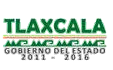 TLAXCALA
GOBIERNO DEL ESTADO
2011 - 2016